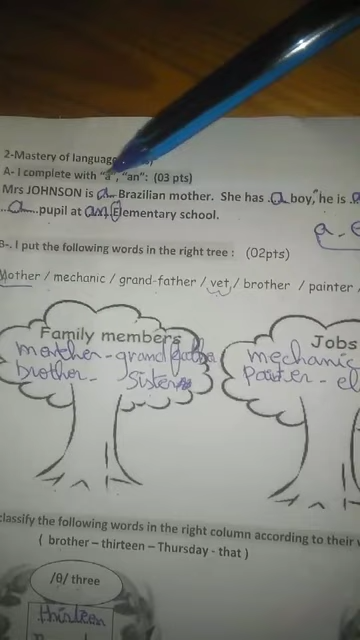 2-Mastery of language
A- I complete with "a", "an": (03 pts)
Mrs JOHNSON is a Brazilian mother. She has a boy, he is
a pupil at an Elementary school.
B-. I put the following words in the right tree : (02pts)
Mother / mechanic / grand-father / vet / brother / painter
Family members
Jobs
mother - grand father
brother - Sister
mechanic
Painter -
classify the following words in the right column according to their
( brother – thirteen – Thursday - that )
/θ/ three
thirteen